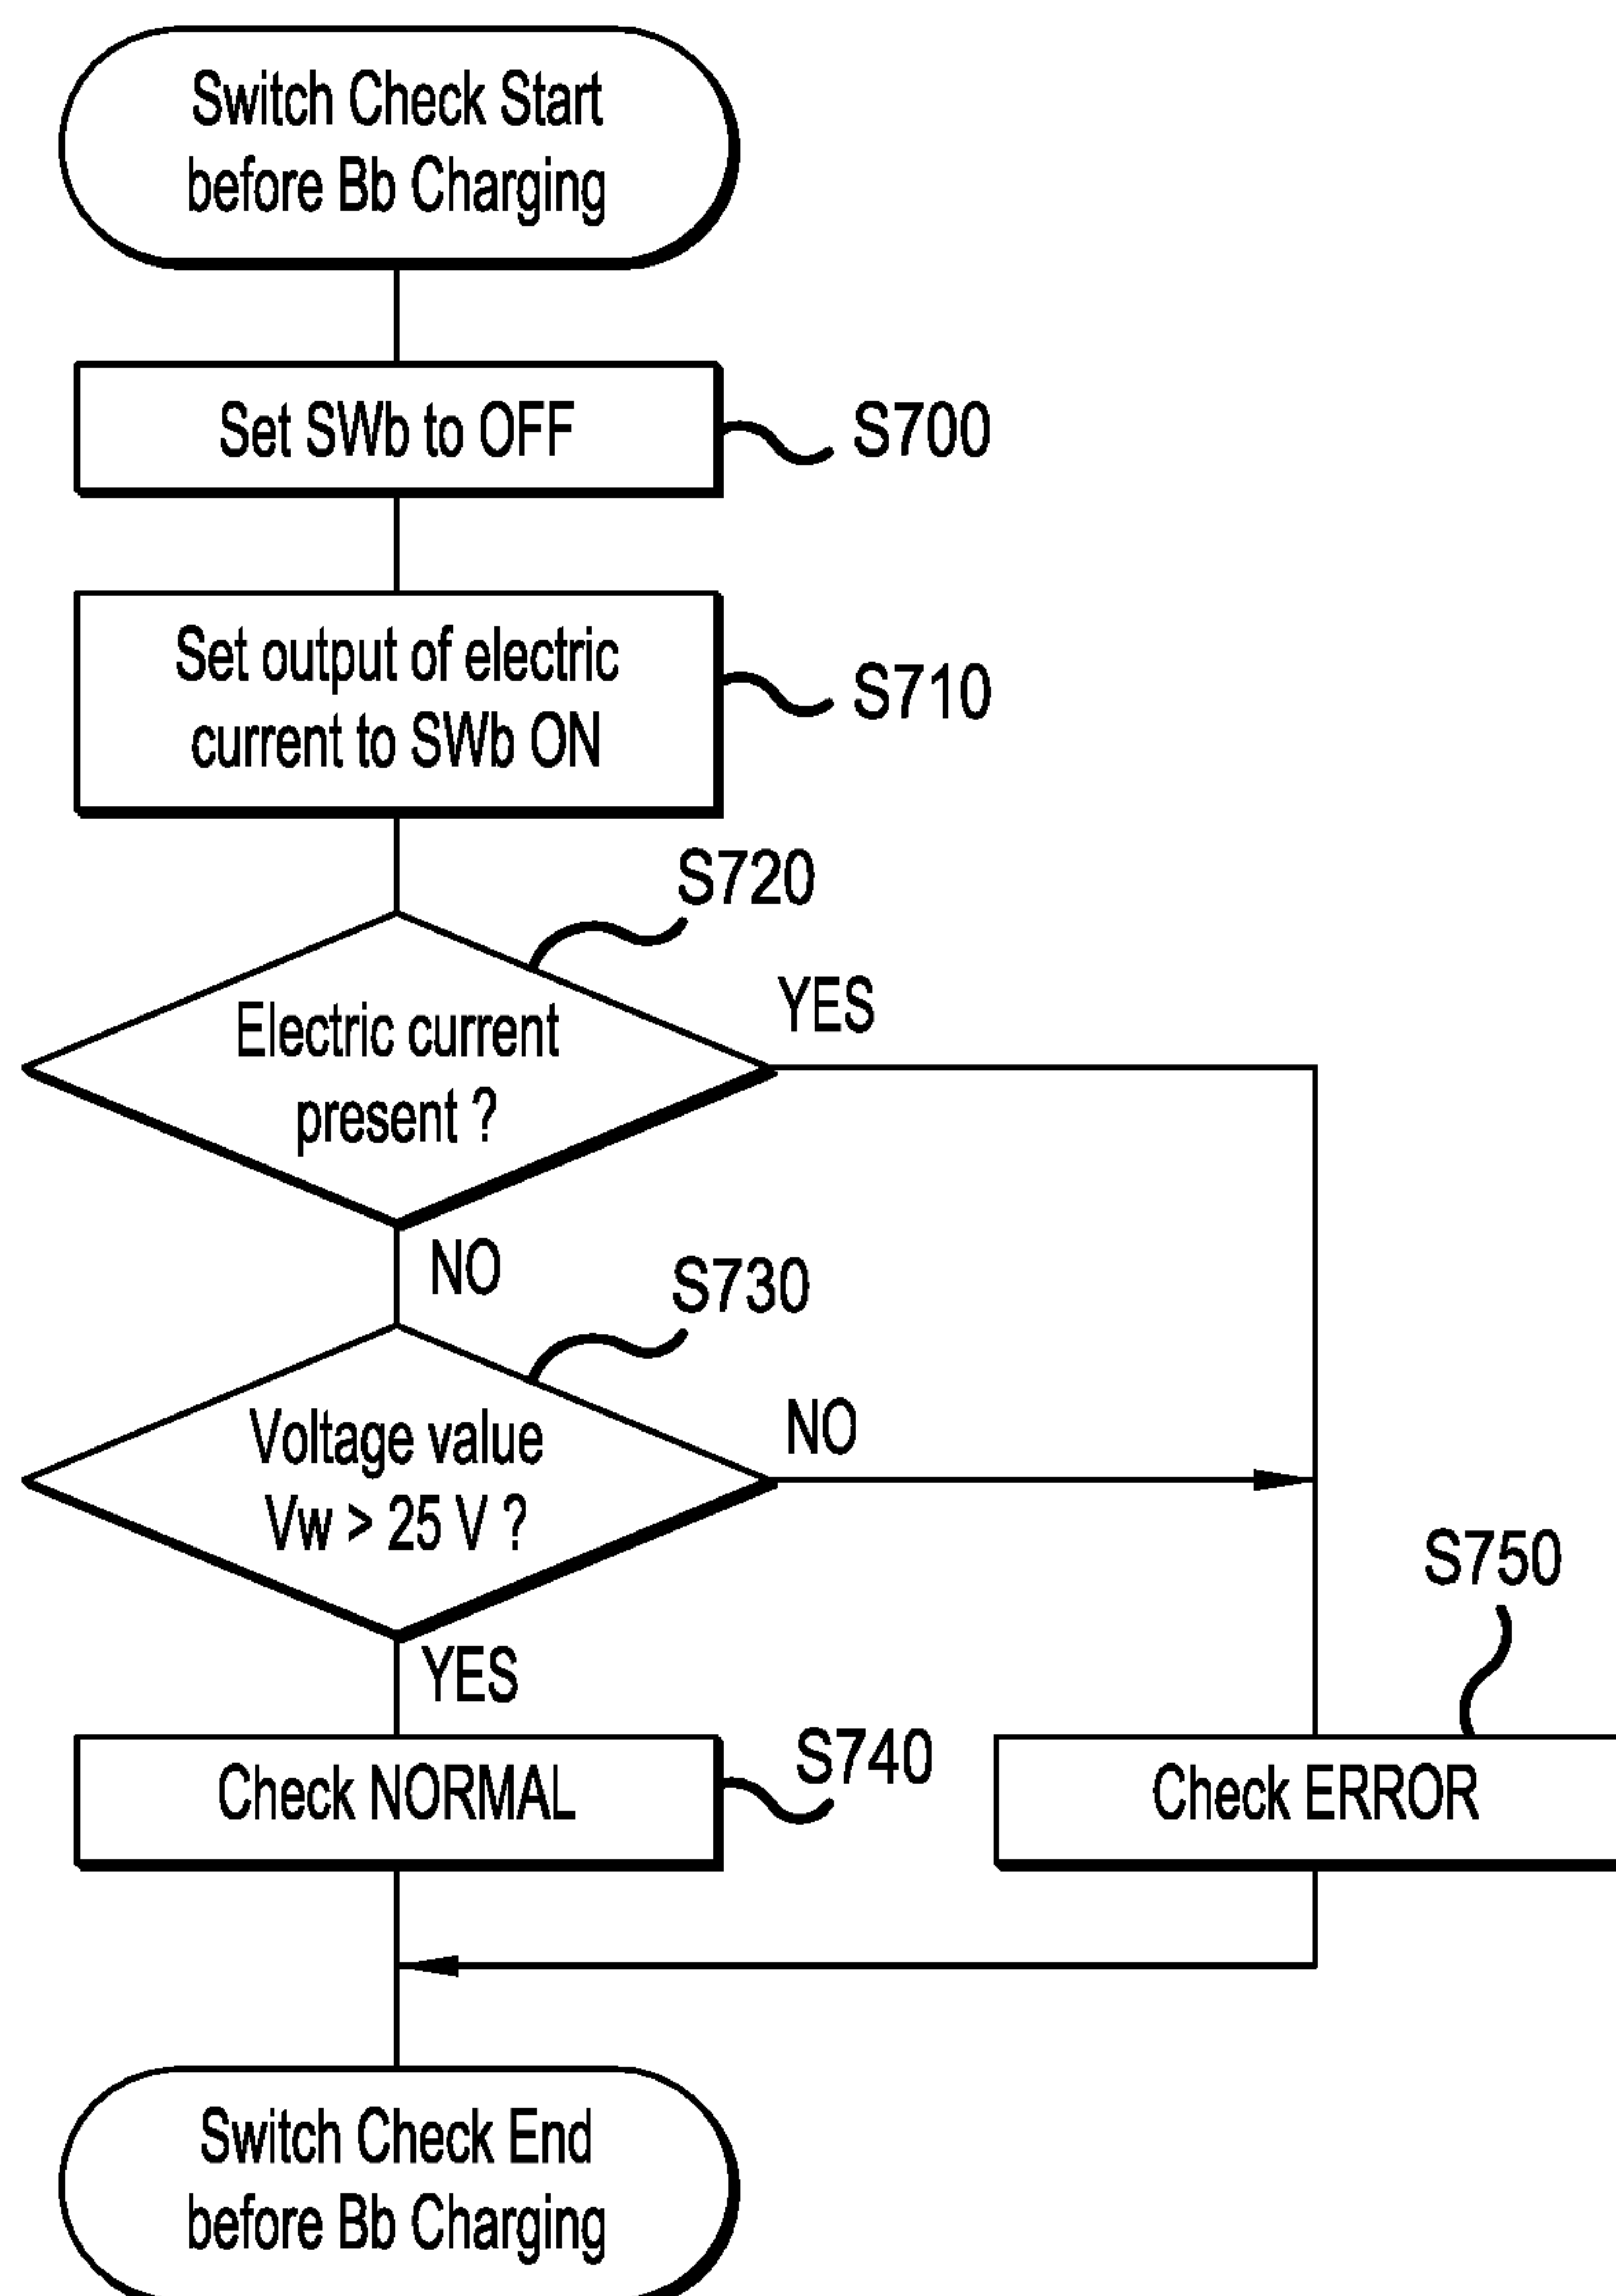 Switch Check Start
before Bb Charging
Set SWb to OFF
S700
Set output of electric
current to SWb ON
S710
S720
Electric current
present ?
YES
NO
S730
Voltage value
Vw > 25 V ?
NO
YES
S750
Check NORMAL
S740
Check ERROR
Switch Check End
before Bb Charging